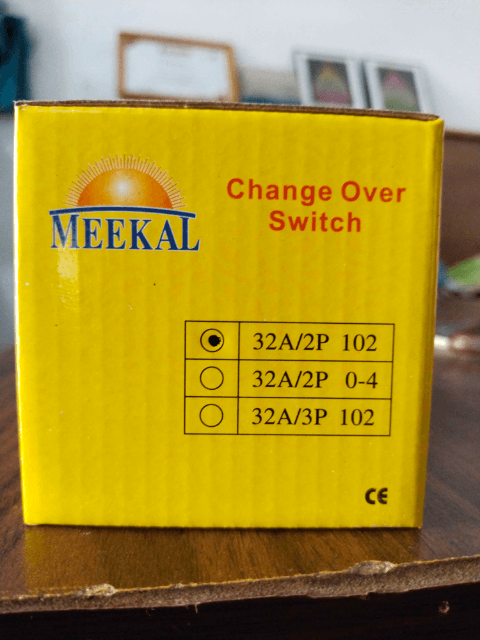 MEEKAL
Change Over
Switch
32A/2P 102
32A/2P 0-4
32A/3P 102
CE